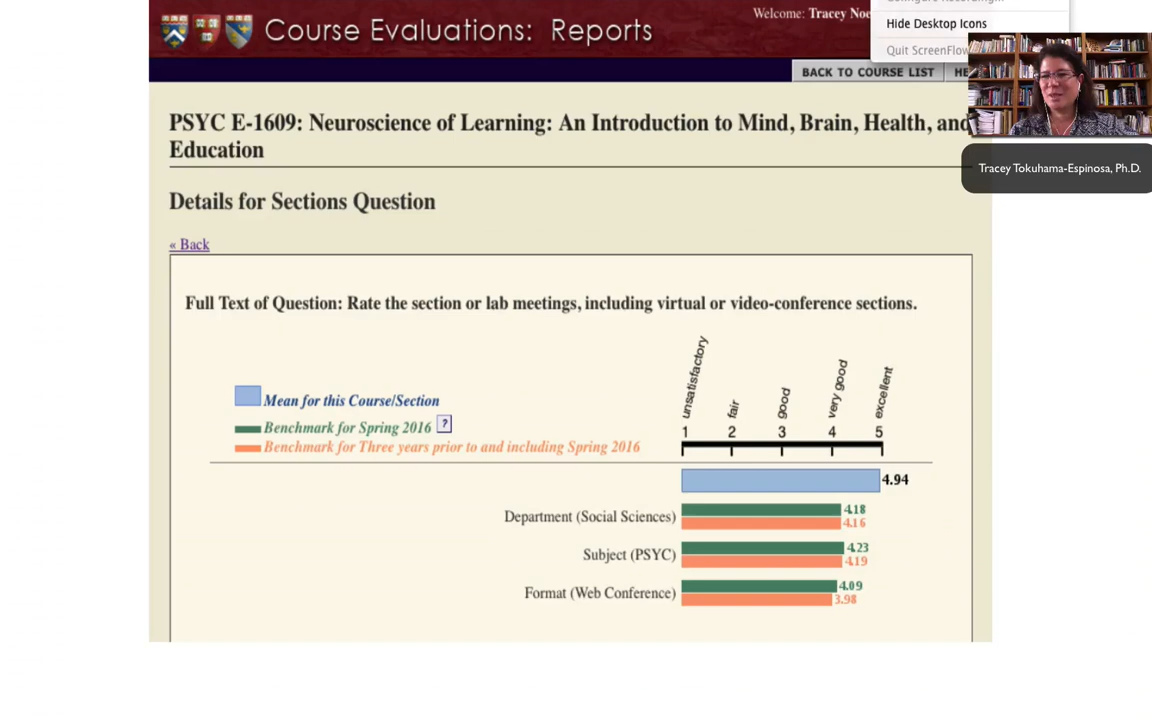 Course Evaluations: Reports
Welcome: Tracey
Hide Desktop Icons
Quit ScreenFlow
BACK TO COURSE LIST
PSYC E-1609: Neuroscience of Learning: An Introduction to Mind, Brain, Health, and
Education
Tracey Tokuhama-Espinosa, Ph.D.
Details for Sections Question
« Back
Full Text of Question: Rate the section or lab meetings, including virtual or video-conference sections.
unsatisfactory
fair
good
very good
excellent
Mean for this Course/Section
Benchmark for Spring 2016 ?
Benchmark for Three years prior to and including Spring 2016
1 2 3 4 5
4.94
Department (Social Sciences) 4.18
4.16
Subject (PSYC) 4.23
4.19
Format (Web Conference) 4.09
3.98